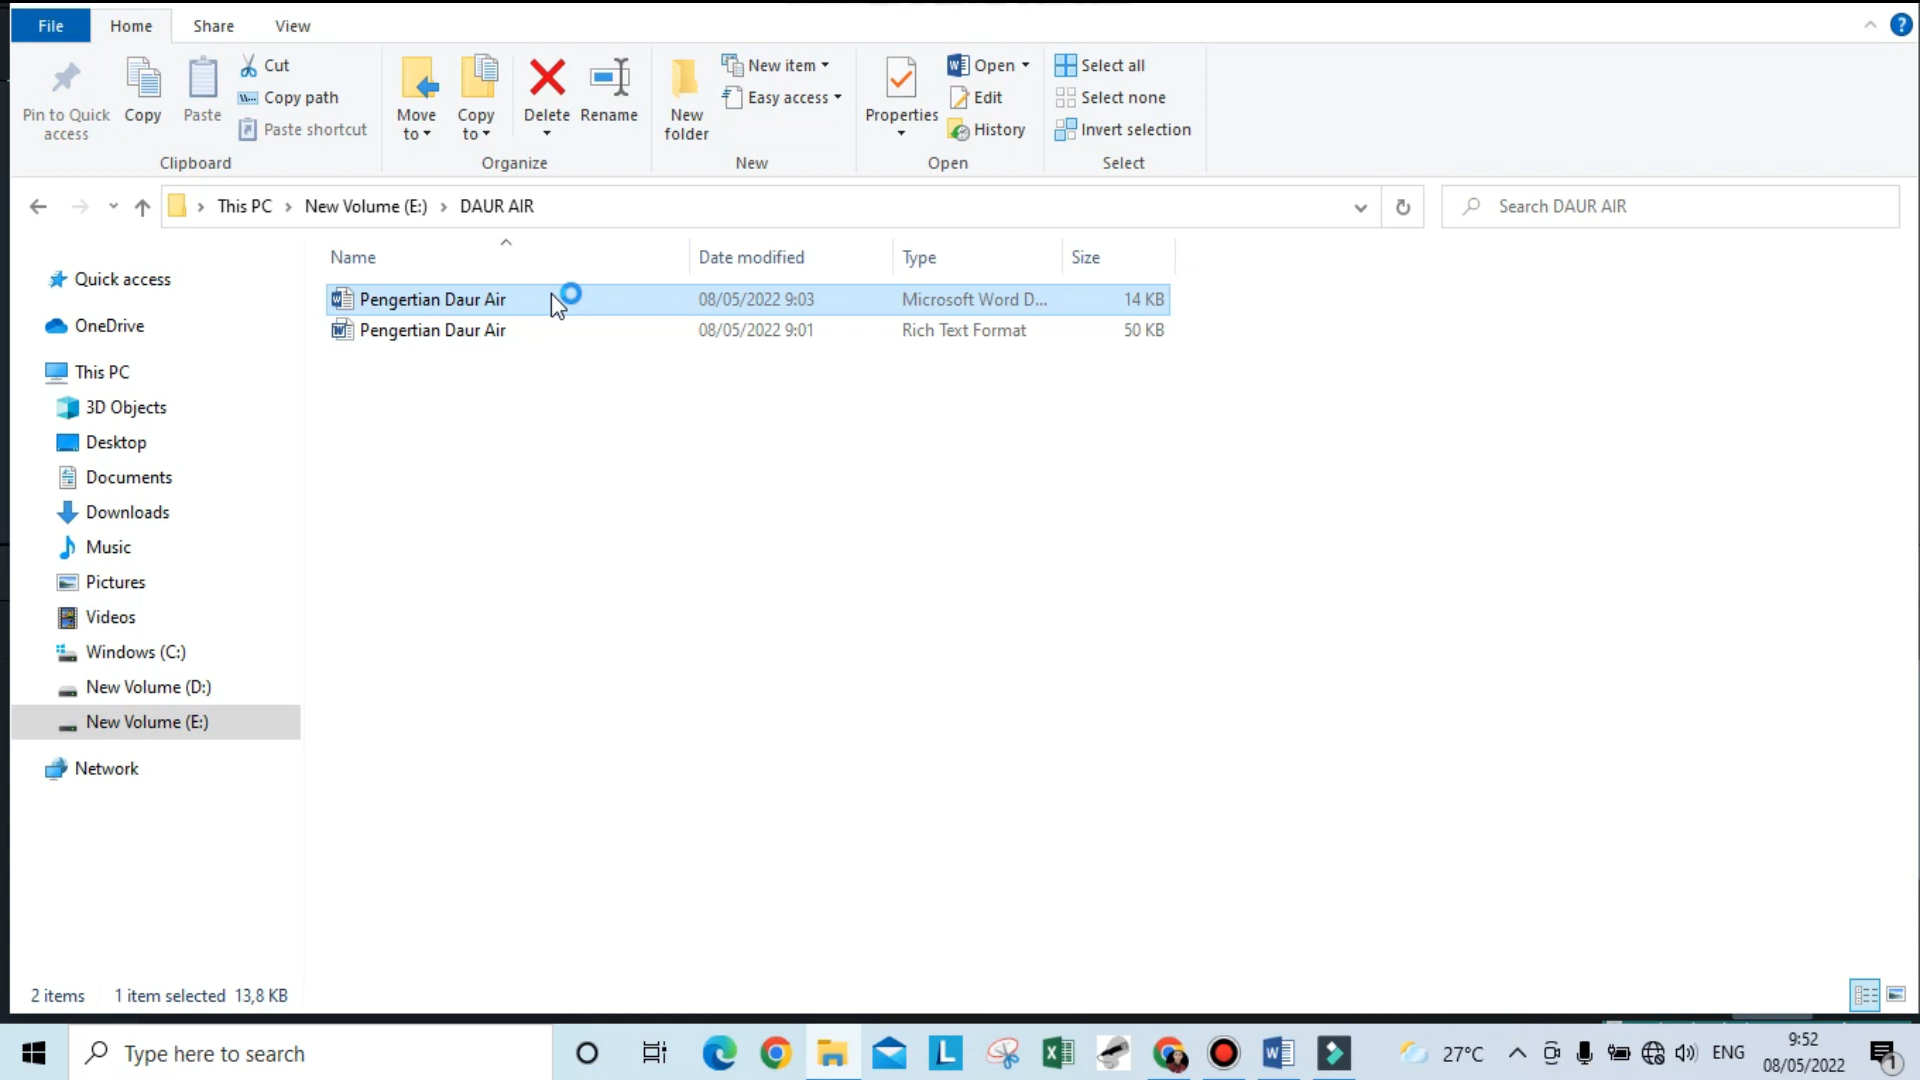 File Home Share View
Pin to Quick access
Copy
Paste
Cut
Copy path
Paste shortcut
Clipboard
Move to
Copy to
Delete
Rename
Organize
New folder
New item
Easy access
New
Properties
Open
Edit
History
Open
Select all
Select none
Invert selection
Select
This PC > New Volume (E:) > DAUR AIR
Search DAUR AIR
Name Date modified Type Size
Pengertian Daur Air 08/05/2022 9:03 Microsoft Word D... 14 KB
Pengertian Daur Air 08/05/2022 9:01 Rich Text Format 50 KB
Quick access
OneDrive
This PC
3D Objects
Desktop
Documents
Downloads
Music
Pictures
Videos
Windows (C:)
New Volume (D:)
New Volume (E:)
Network
2 items 1 item selected 13,8 KB
Type here to search
27°C
ENG
9:52
08/05/2022
1